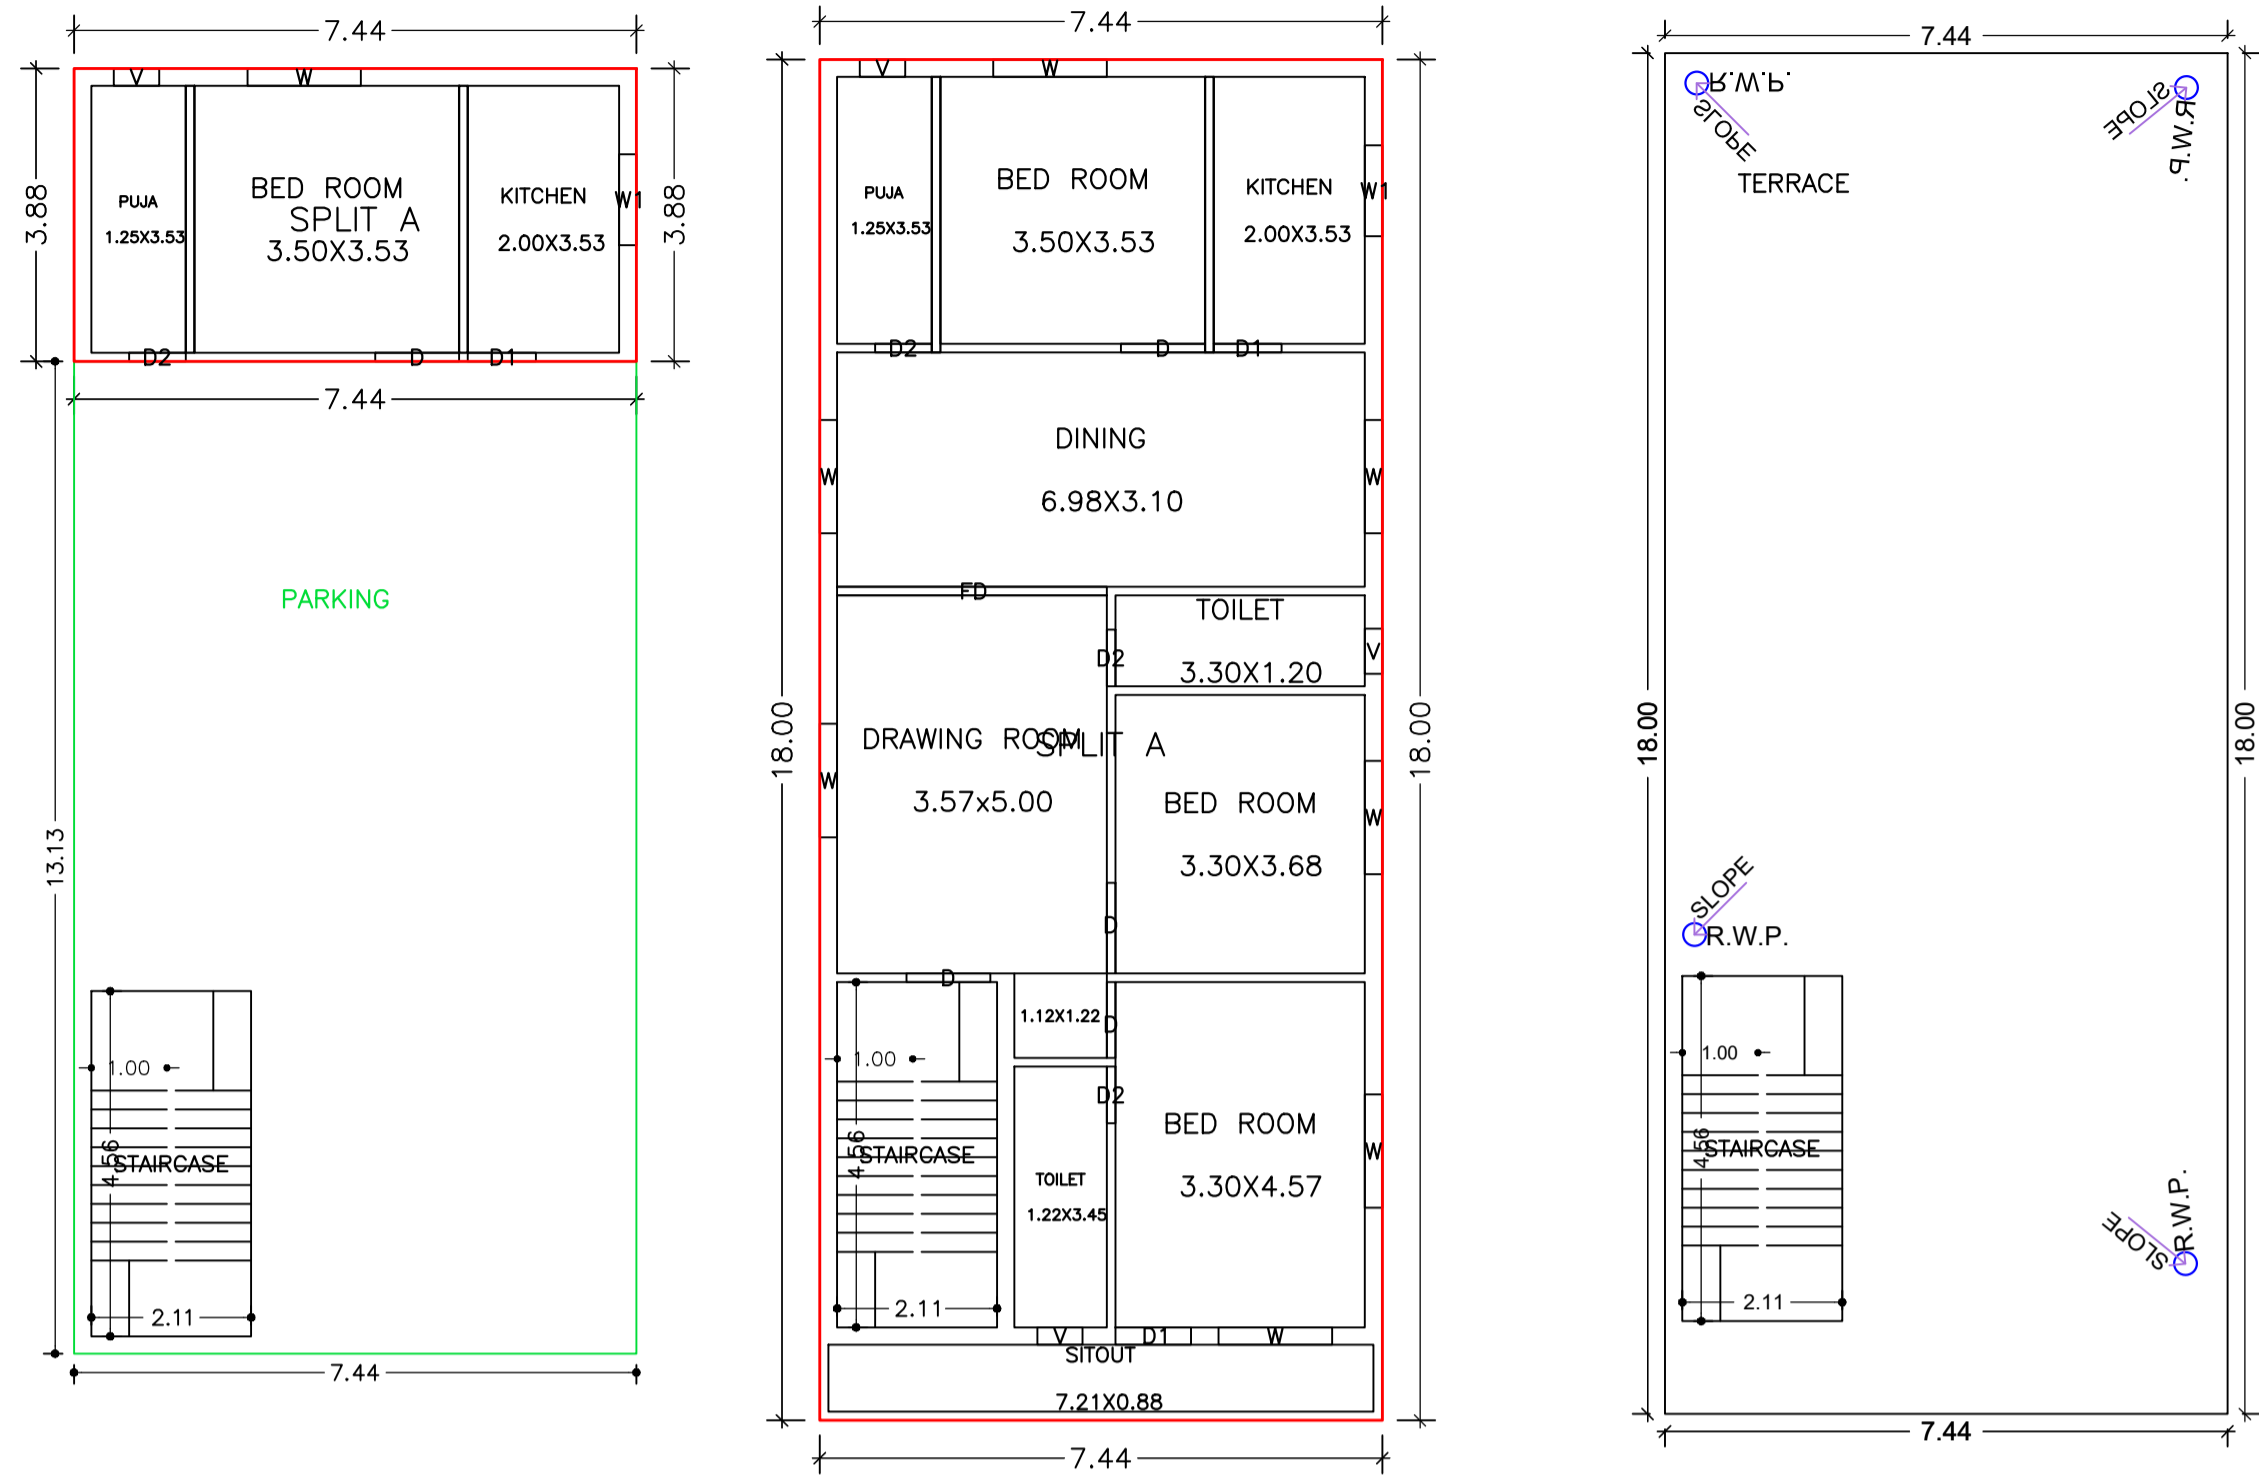 7.44
V
W
3.88
PUJA
1.25X3.53
BED ROOM
SPLIT A
3.50X3.53
KITCHEN
2.00X3.53
W1
3.88
D2
D
D1
7.44
PARKING
13.13
1.00
4.56
STAIRCASE
2.11
7.44
7.44
V
W
PUJA
1.25X3.53
BED ROOM
3.50X3.53
KITCHEN
2.00X3.53
W1
D2
D
D1
DINING
6.98X3.10
W
W
FD
TOILET
3.30X1.20
D2
V
18.00
DRAWING ROOM
SPLIT A
3.57x5.00
W
BED ROOM
3.30X3.68
W
18.00
D
D
1.12X1.22
D
1.00
4.56
STAIRCASE
2.11
D2
TOILET
1.22X3.45
BED ROOM
3.30X4.57
W
V
D1
W
SITOUT
7.21X0.88
7.44
7.44
R.W.P.
SLOPE
SLOPE
R.W.P.
TERRACE
18.00
18.00
SLOPE
R.W.P.
1.00
4.56
STAIRCASE
2.11
R.W.P.
SLOPE
7.44